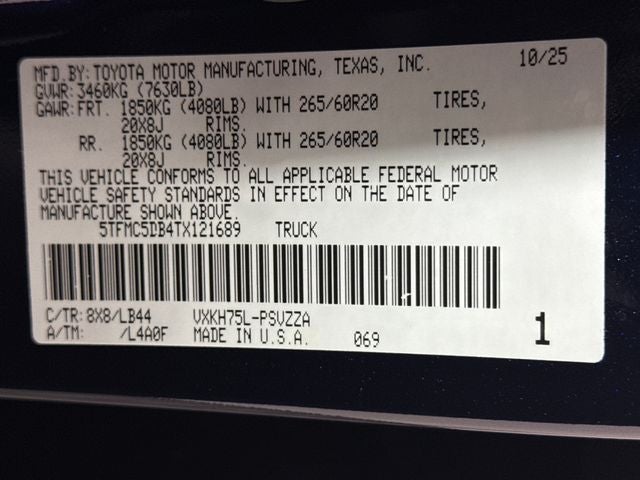 MFD.BY:TOYOTA MOTOR MANUFACTURING, TEXAS, INC. 10/25
GVWR:3460KG (7630LB)
GAWR:FRT. 1850KG (4080LB) WITH 265/60R20 TIRES,
20X8J RIMS.
RR. 1850KG (4080LB) WITH 265/60R20 TIRES,
20X8J RIMS.
THIS VEHICLE CONFORMS TO ALL APPLICABLE FEDERAL MOTOR
VEHICLE SAFETY STANDARDS IN EFFECT ON THE DATE OF
MANUFACTURE SHOWN ABOVE.
5TFMC5DB4TX121689 TRUCK
C/TR:8X8/LB44 VXKH75L-PSVZZA
A/TM: /L4A0F MADE IN U.S.A. 069 1